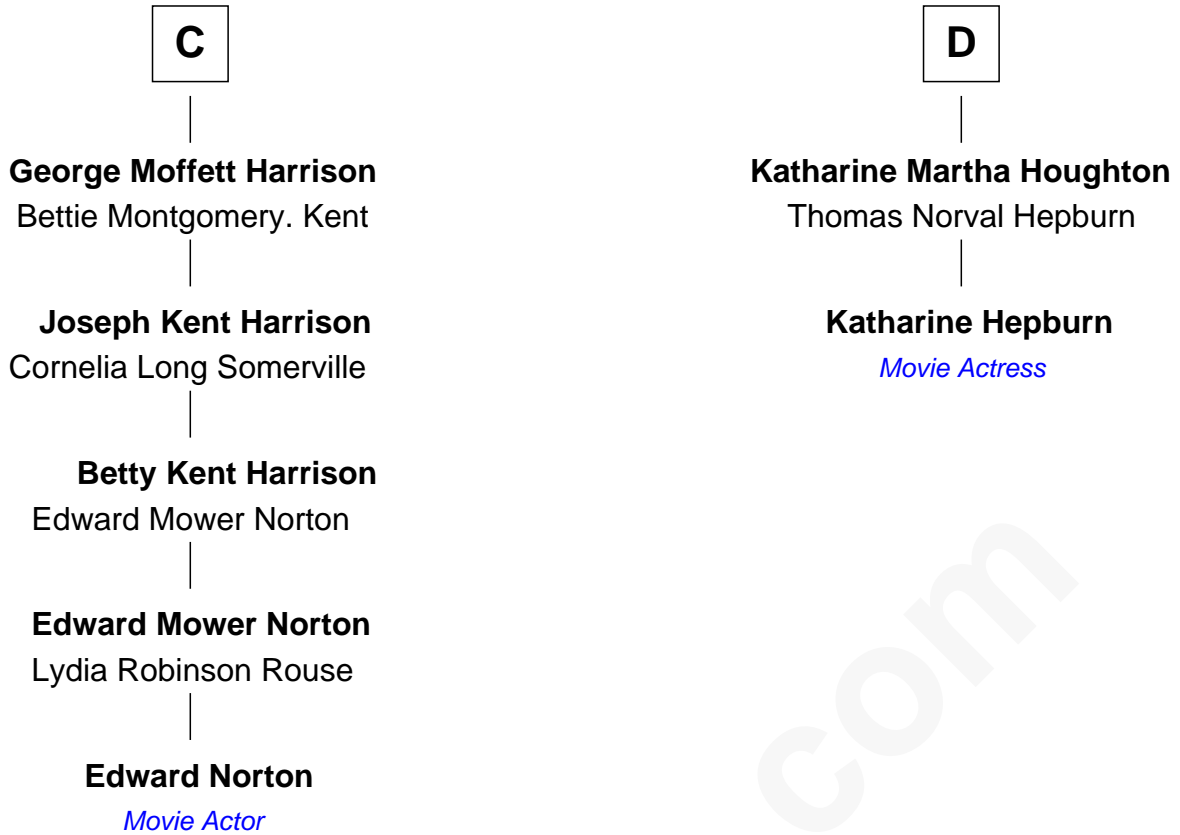 C
George Moffett Harrison
Bettie Montgomery. Kent
Joseph Kent Harrison
Cornelia Long Somerville
Betty Kent Harrison
Edward Mower Norton
Edward Mower Norton
Lydia Robinson Rouse
Edward Norton
Movie Actor
D
Katharine Martha Houghton
Thomas Norval Hepburn
Katharine Hepburn
Movie Actress
com